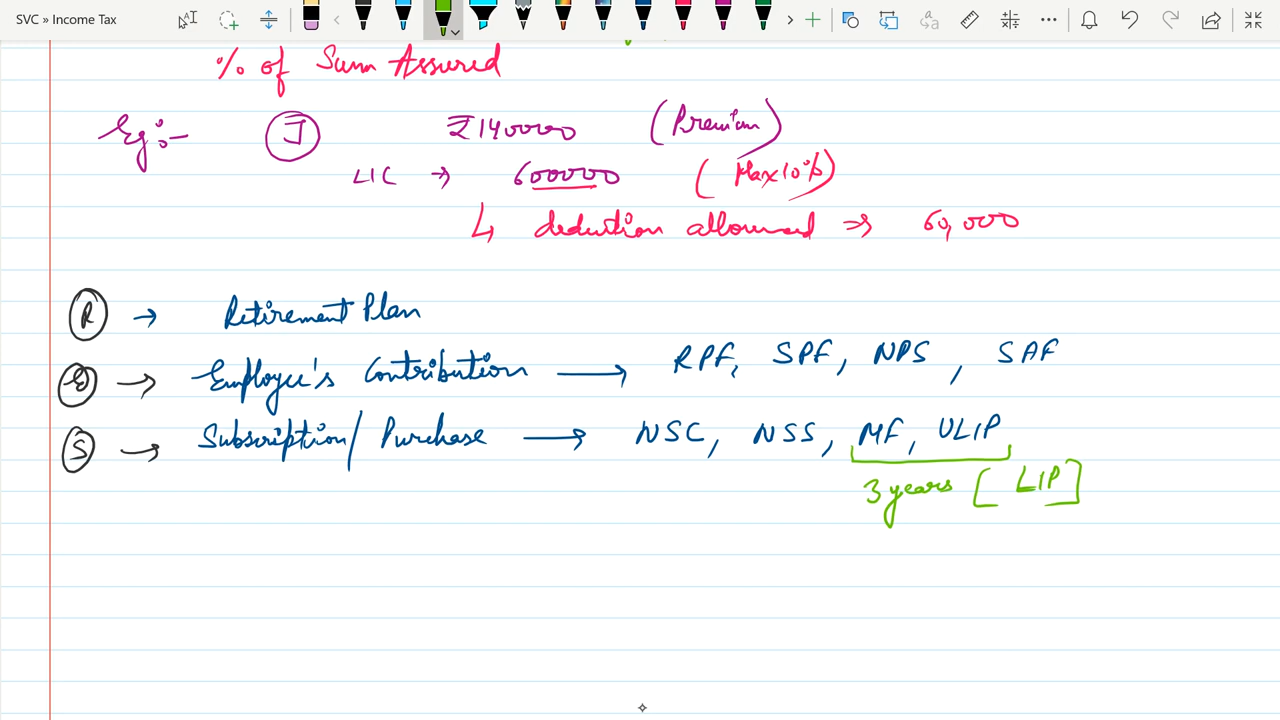 SVC » Income Tax
% of Sum Assured
Eg:- J ₹140000 (Premium)
LIC → 600000 (Max 10%)
↳ deduction allowed ⇒ 60,000
R → Retirement Plan
E → Employee's Contribution → RPF, SPF, NPS, SAF
S → Subscription/Purchase → NSC, NSS, MF, ULIP
3 years [LIP]